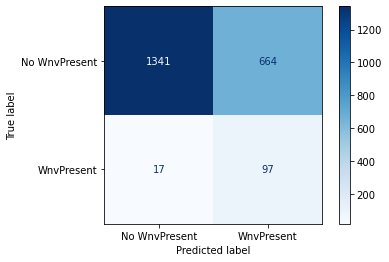 No WnvPresent
1341
664
WnvPresent
17
97
No WnvPresent
WnvPresent
Predicted label
True label
1200
1000
800
600
400
200